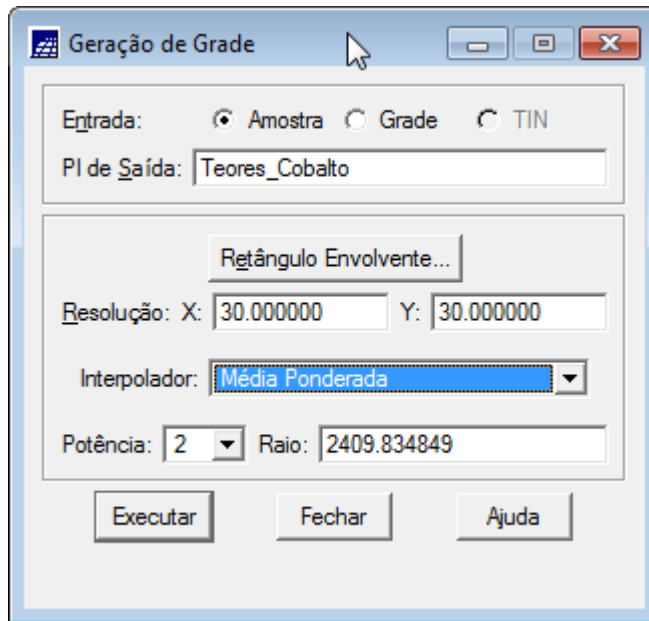 Geração de Grade
Entrada: Amostra Grade TIN
PI de Saída: Teores_Cobalto
Retângulo Envolvente...
Resolução: X: 30.000000 Y: 30.000000
Interpolador: Média Ponderada
Potência: 2 Raio: 2409.834849
Executar Fechar Ajuda